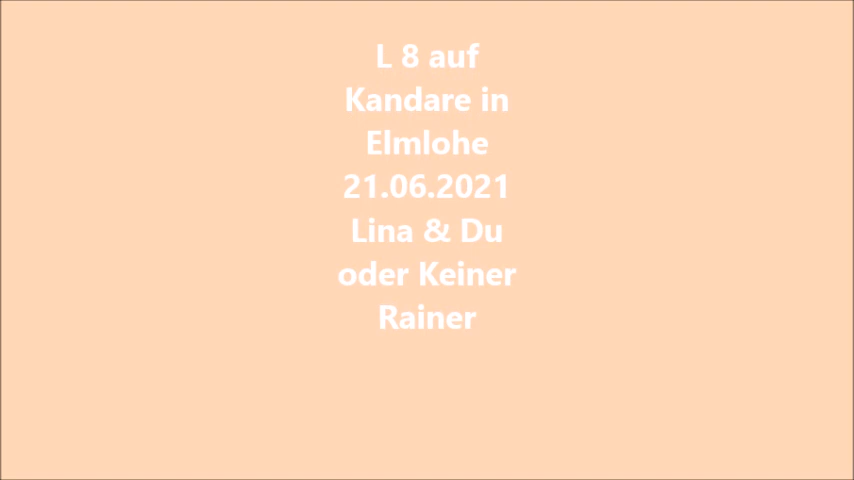 L 8 auf
Kandare in
Elmlohe
21.06.2021
Lina & Du
oder Keiner
Rainer